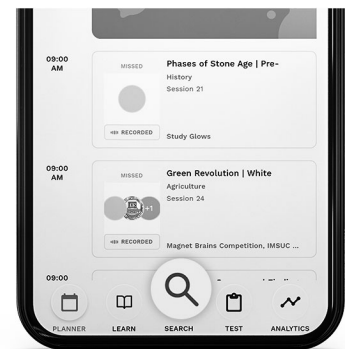 09:00
AM
MISSED
RECORDED
Phases of Stone Age | Pre-
History
Session 21
Study Glows
09:00
AM
MISSED
+1
RECORDED
Green Revolution | White
Agriculture
Session 24
Magnet Brains Competition, IMSUC ...
09:00
PLANNER
LEARN
SEARCH
TEST
ANALYTICS